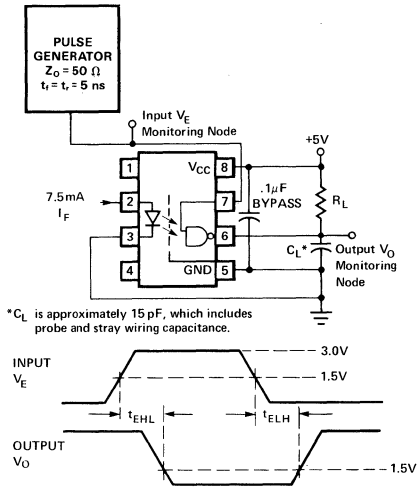 PULSE
GENERATOR
Z_O = 50 Ω
t_f = t_r = 5 ns
Input V_E
Monitoring Node
+5V
1
V_CC
8
.1μF
BYPASS
R_L
7.5mA
I_F
2
7
3
6
C_L*
Output V_O
Monitoring
Node
4
GND
5
*C_L is approximately 15 pF, which includes
probe and stray wiring capacitance.
INPUT
V_E
3.0V
1.5V
t_EHL
t_ELH
OUTPUT
V_O
1.5V